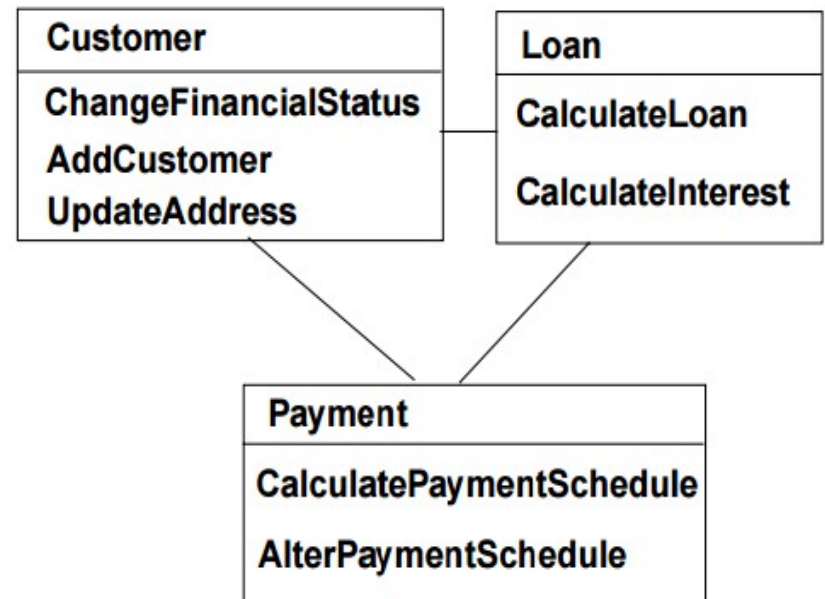 Customer
ChangeFinancialStatus
AddCustomer
UpdateAddress
Loan
CalculateLoan
CalculateInterest
Payment
CalculatePaymentSchedule
AlterPaymentSchedule